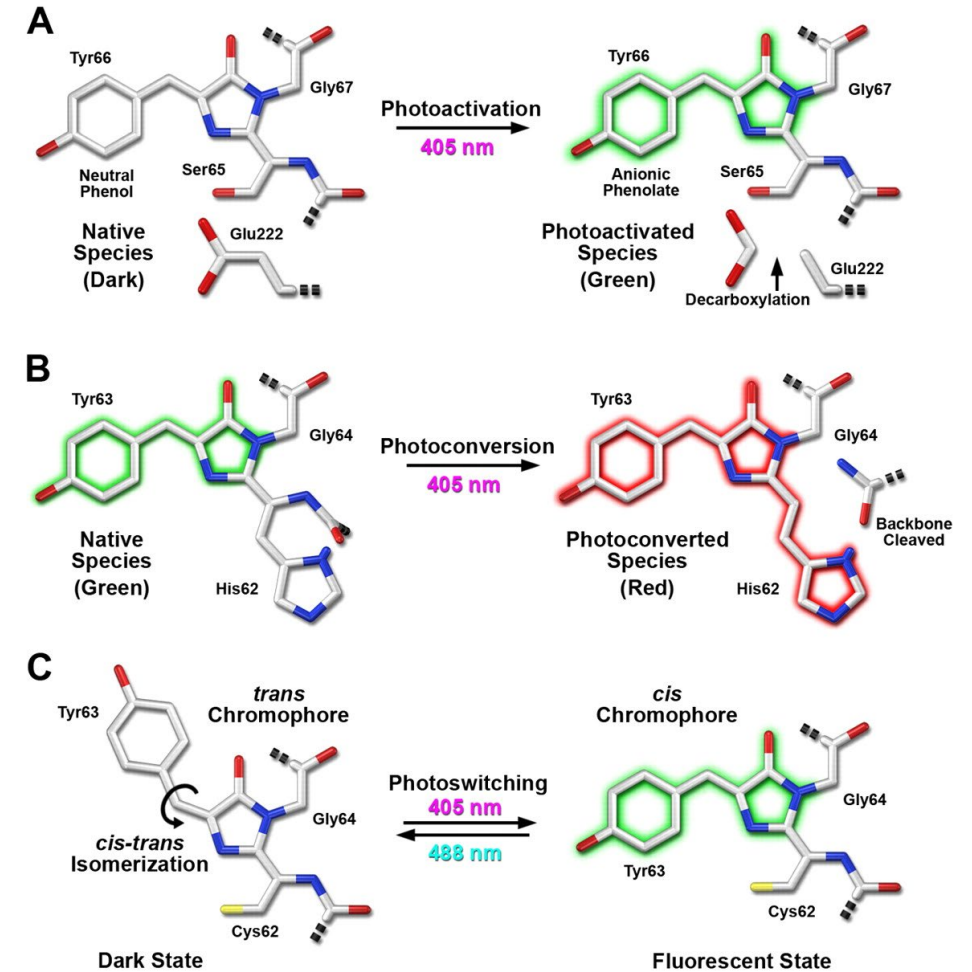 A
Tyr66
Gly67
Ser65
Neutral
Phenol
Native
Species
(Dark)
Glu222
Photoactivation
405 nm
Tyr66
Gly67
Ser65
Anionic
Phenolate
Photoactivated
Species
(Green)
Glu222
Decarboxylation
B
Tyr63
Gly64
Native
Species
(Green)
His62
Photoconversion
405 nm
Tyr63
Gly64
Backbone
Cleaved
Photoconverted
Species
(Red)
His62
C
Tyr63
trans
Chromophore
Gly64
cis-trans
Isomerization
Cys62
Dark State
Photoswitching
405 nm
488 nm
cis
Chromophore
Gly64
Tyr63
Cys62
Fluorescent State